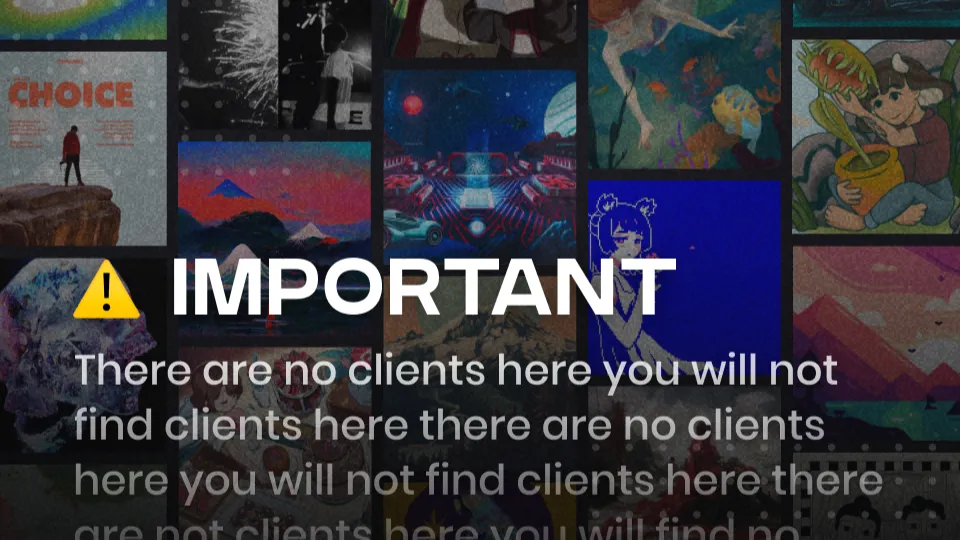 CHOICE
E
⚠️ IMPORTANT
There are no clients here you will not
find clients here there are no clients
here you will not find clients here there
are not clients here you will find no